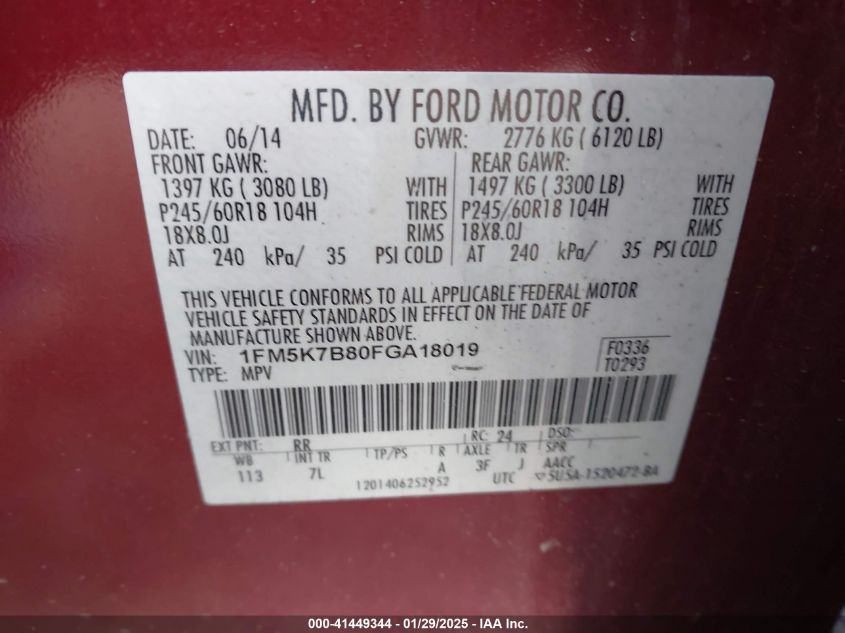 MFD. BY FORD MOTOR CO.
DATE: 06/14 GVWR: 2776 KG ( 6120 LB)
FRONT GAWR: REAR GAWR:
1397 KG ( 3080 LB) WITH 1497 KG ( 3300 LB) WITH
P245/60R18 104H TIRES P245/60R18 104H TIRES
18X8.0J RIMS 18X8.0J RIMS
AT 240 kPa/ 35 PSI COLD AT 240 kPa/ 35 PSI COLD
THIS VEHICLE CONFORMS TO ALL APPLICABLE FEDERAL MOTOR
VEHICLE SAFETY STANDARDS IN EFFECT ON THE DATE OF
MANUFACTURE SHOWN ABOVE.
VIN: 1FM5K7B80FGA18019 F0336
TYPE: MPV T0293
EXT PNT: RR RC: 24 DSO:
WB INT TR TP/PS R AXLE TR SPR
113 7L A 3F J AACC
1201406252952 UTC 5U5A-1520472-BA
000-41449344 | 01/29/2025 - IAA Inc.